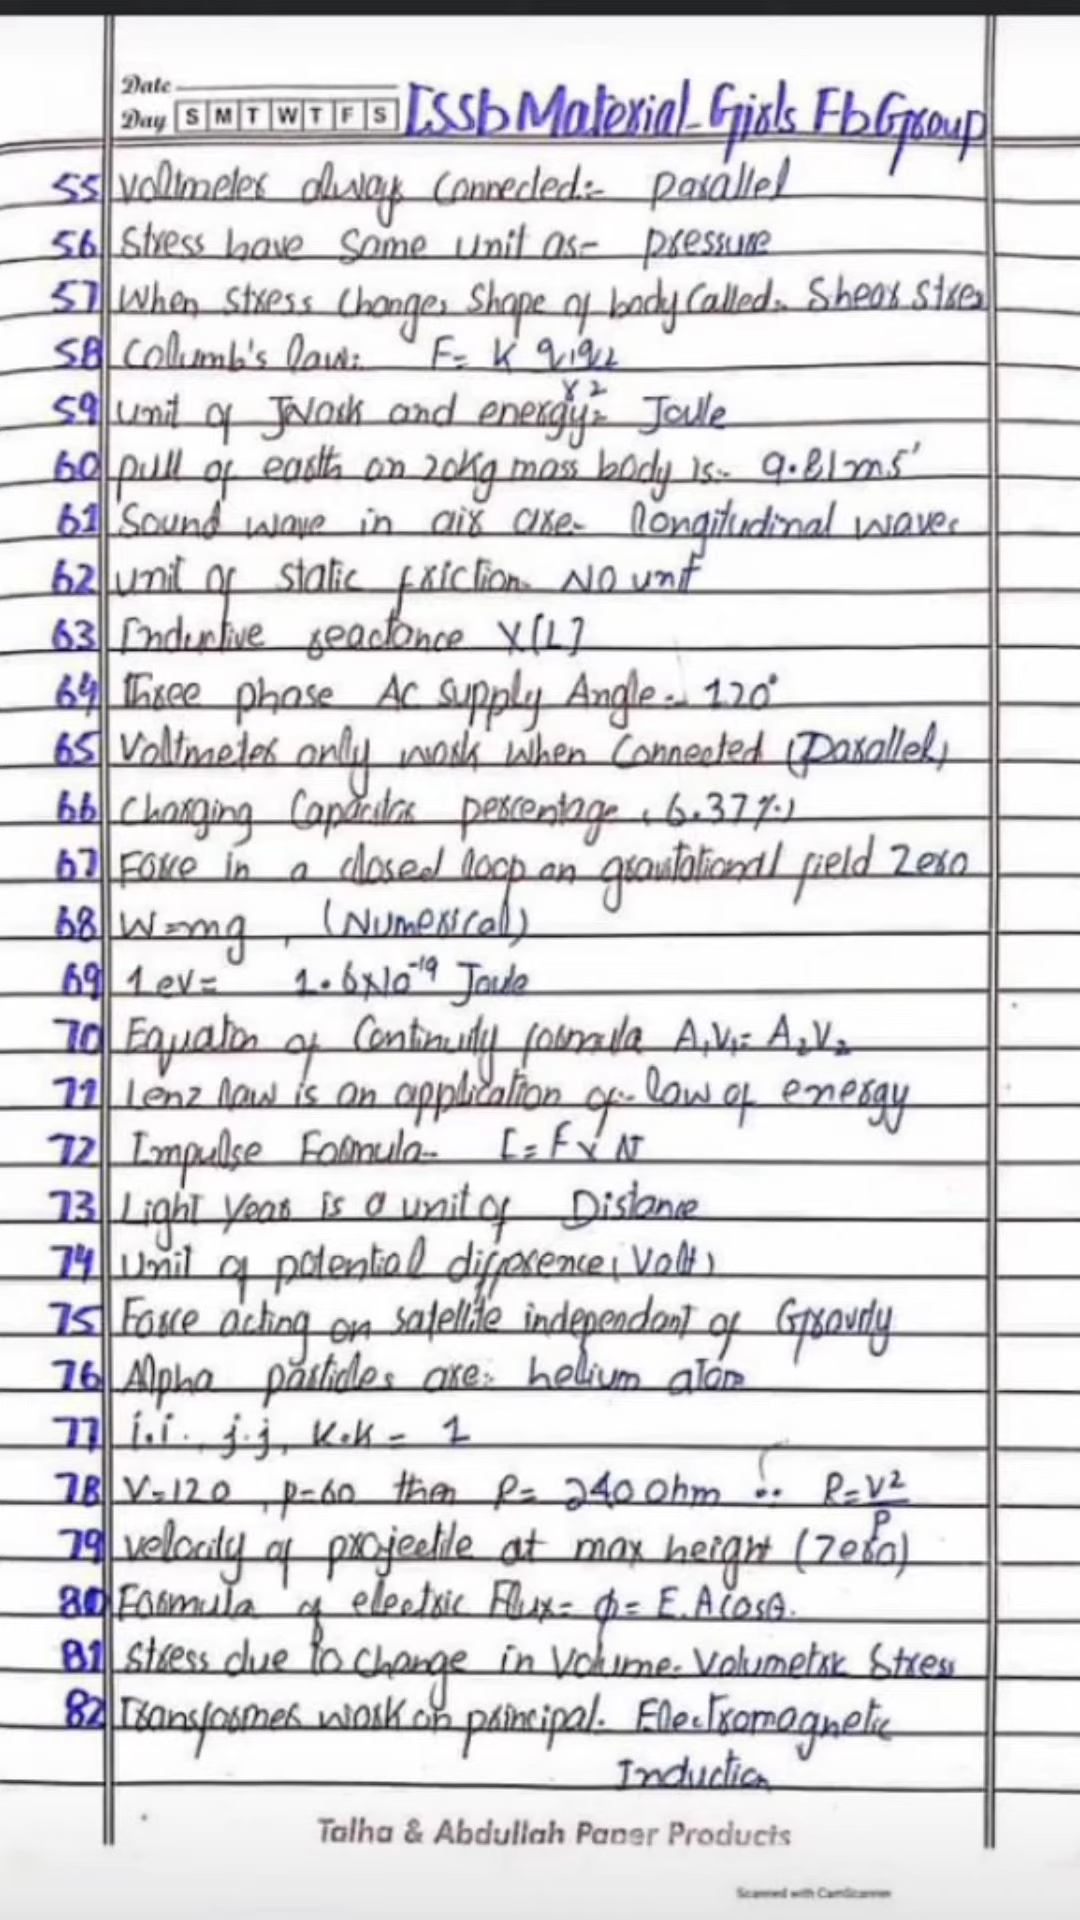 Date
Day S M T W T F S Issb Material Girls Fb Group
55 Voltmeter always Connected:- parallel
56 Stress have Same unit as- pressure
57 When stress changes Shape of body Called:- Shear stres
58 Columb's law: F= K q1q2
r2
59 unit of Work and energy= Joule
60 pull of earth on 20kg mass body is:- 9.81ms'
61 Sound wave in air are- longitudinal waves
62 unit of static friction- NO unit
63 Inductive reactance X[L]
64 three phase AC supply Angle:- 120°
65 Voltmeter only work when Connected (Parallel)
66 Charging Capacitor percentage (6.37%)
67 Force in a closed loop on gravitational field Zero
68 W=mg, (Numerical)
69 1ev= 1.6x10-19 Joule
70 Equaton of Continuity formula A1V1= A2V2
71 Lenz law is an application of- law of energy
72 Impulse Formula-
73 Light Year is a unit of Distance
74 Unit of potential difference (Volt)
75 Force acting on satellite independant of Gravity
76 Alpha particles are: helium atom
77 i.i., j.j, K.K = 1
78 V=120, p=60 then R= 240 Ohm ∵ R=V2
P
79 velocity of projectile at max height (Zero)
80 Formula of electric Flux= ф= E.A Cosθ.
81 Stress due to change in Volume- Volumetric Stress
82 Transformer work on principal. Electromagnetic
Induction
Talha & Abdullah Paper Products
Scanned with CamScanner